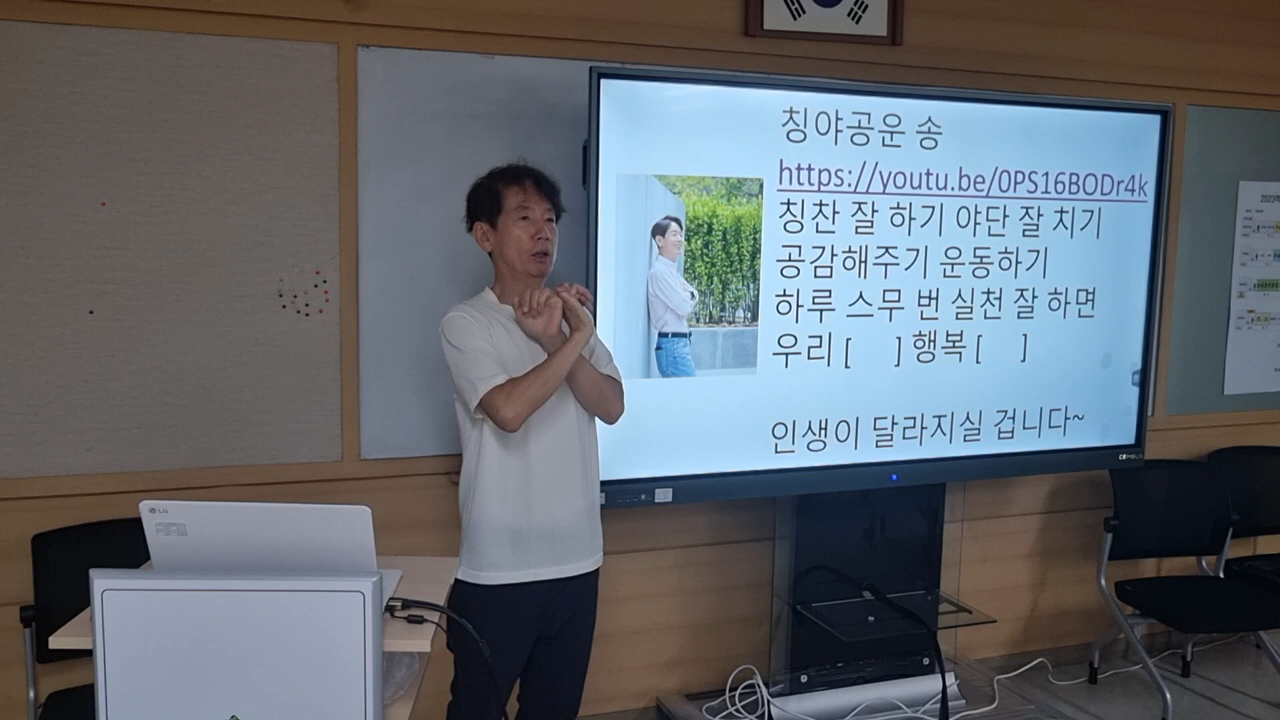 칭야공운 송
https://youtu.be/0PS16BODr4k
칭찬 잘 하기 야단 잘 치기
공감해주기 운동하기
하루 스무 번 실천 잘 하면
우리 [ ] 행복 [ ]
인생이 달라지실 겁니다~
LG